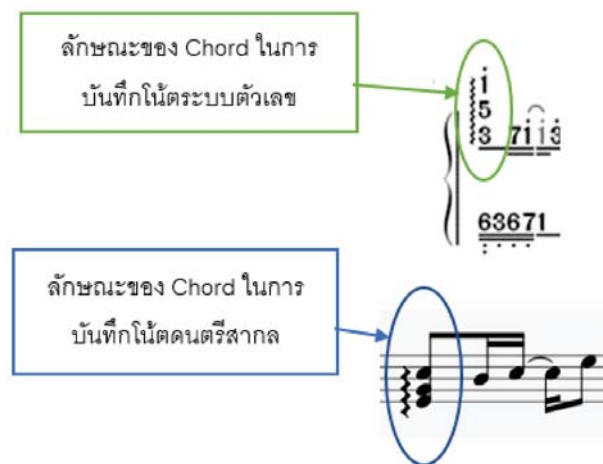 ลักษณะของ Chord ในการ
บันทึกโน้ตระบบตัวเลข
i
5
3 7i i3
63671
ลักษณะของ Chord ในการ
บันทึกโน้ตดนตรีสากล